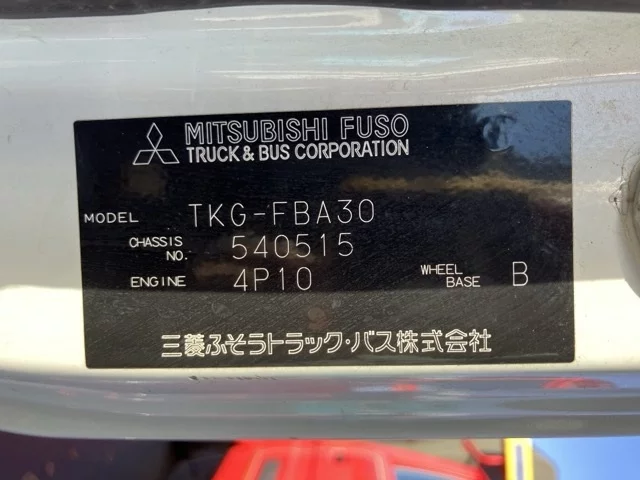 MITSUBISHI FUSO
TRUCK & BUS CORPORATION
MODEL TKG-FBA30
CHASSIS NO. 540515
ENGINE 4P10 WHEEL BASE B
三菱ふそうトラック・バス株式会社